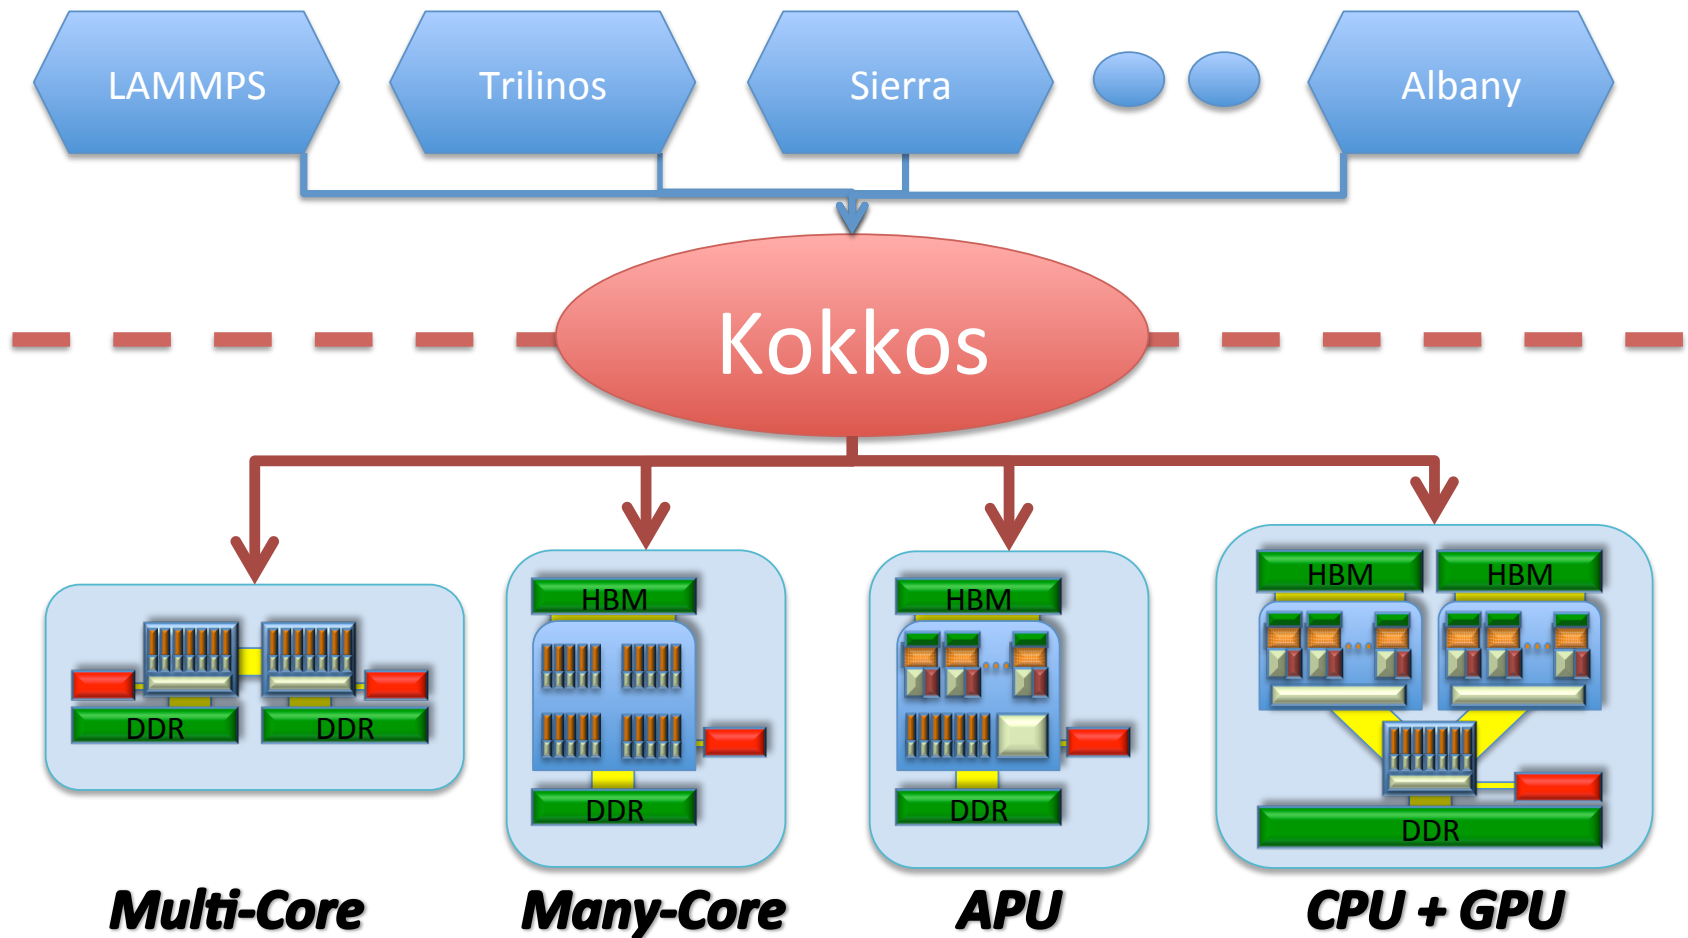 LAMMPS
Trilinos
Sierra
Albany
Kokkos
HBM
HBM
HBM
HBM
DDR
DDR
DDR
DDR
DDR
Multi-Core
Many-Core
APU
CPU + GPU